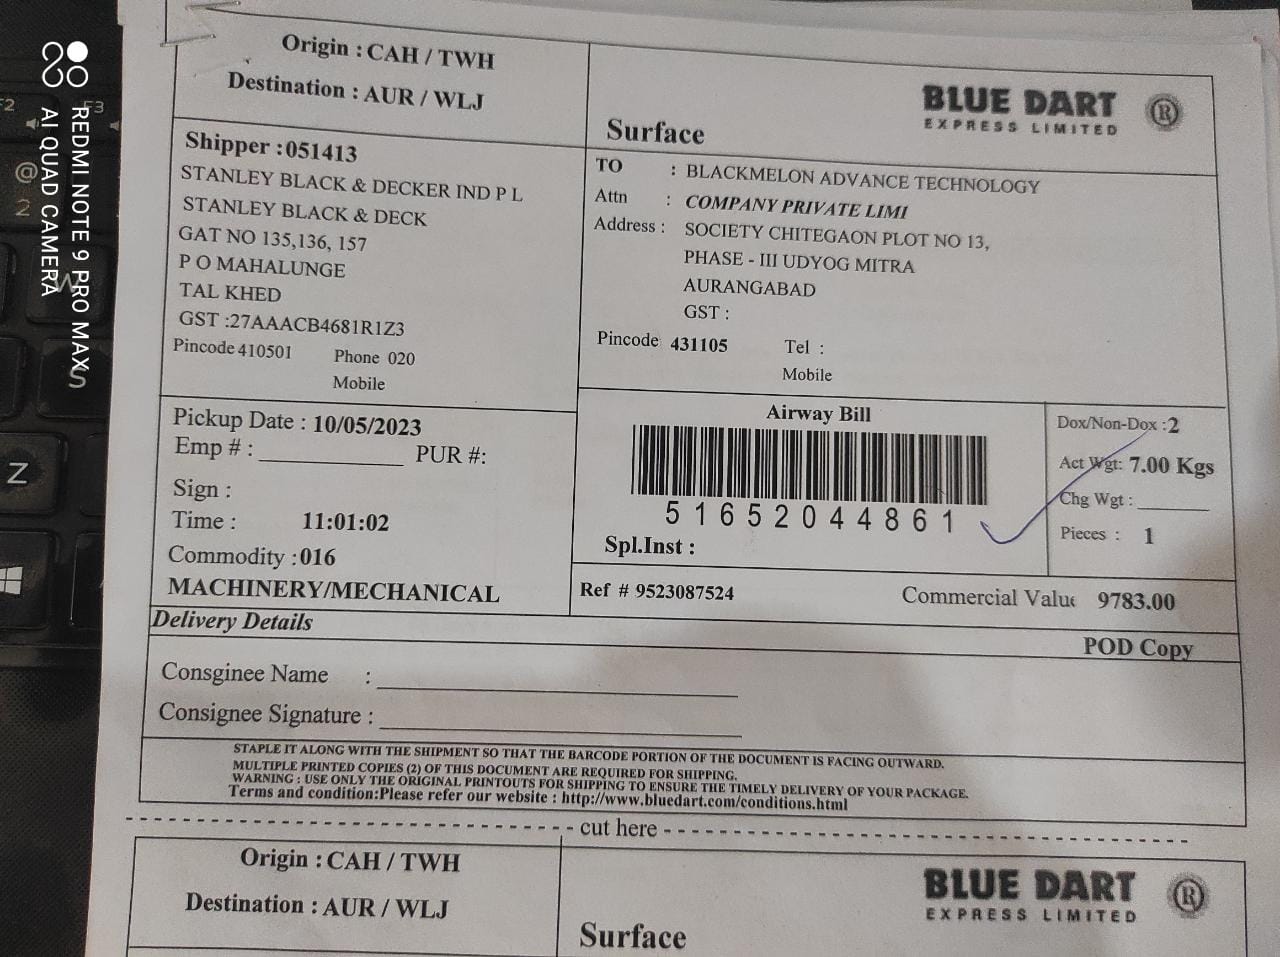 Origin : CAH / TWH
Destination : AUR / WLJ
Surface
BLUE DART ®
EXPRESS LIMITED
Shipper :051413
STANLEY BLACK & DECKER IND P L
STANLEY BLACK & DECK
GAT NO 135,136, 157
P O MAHALUNGE
TAL KHED
GST :27AAACB4681R1Z3
Pincode 410501 Phone 020
Mobile
TO : BLACKMELON ADVANCE TECHNOLOGY
Attn : COMPANY PRIVATE LIMI
Address : SOCIETY CHITEGAON PLOT NO 13,
PHASE - III UDYOG MITRA
AURANGABAD
GST :
Pincode 431105 Tel :
Mobile
Pickup Date : 10/05/2023
Emp # : ________ PUR #:
Sign :
Time : 11:01:02
Commodity :016
MACHINERY/MECHANICAL
Airway Bill
51652044861
Spl.Inst :
Dox/Non-Dox :2
Act Wgt: 7.00 Kgs
Chg Wgt : ________
Pieces : 1
Ref # 9523087524 Commercial Value 9783.00
Delivery Details
POD Copy
Consginee Name : ________
Consignee Signature : ________
STAPLE IT ALONG WITH THE SHIPMENT SO THAT THE BARCODE PORTION OF THE DOCUMENT IS FACING OUTWARD.
MULTIPLE PRINTED COPIES (2) OF THIS DOCUMENT ARE REQUIRED FOR SHIPPING.
WARNING : USE ONLY THE ORIGINAL PRINTOUTS FOR SHIPPING TO ENSURE THE TIMELY DELIVERY OF YOUR PACKAGE.
Terms and condition:Please refer our website : http://www.bluedart.com/conditions.html
cut here
Origin : CAH / TWH
Destination : AUR / WLJ
Surface
BLUE DART ®
EXPRESS LIMITED
REDMI NOTE 9 PRO MAX
AI QUAD CAMERA
F2
F3
@
2
W
S
Z